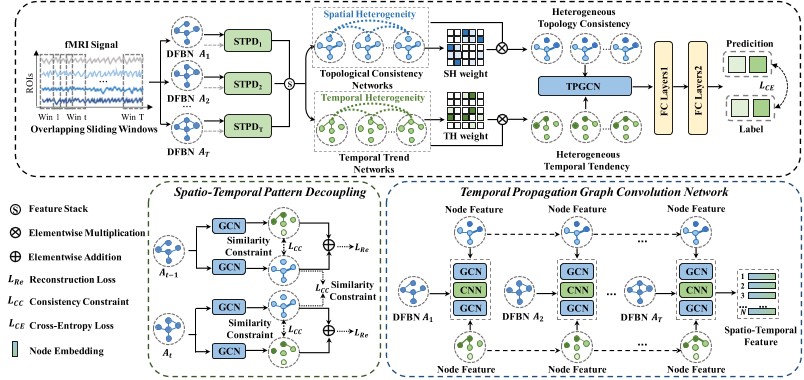 fMRI Signal
ROIs
Win 1 Win t ... Win T
Overlapping Sliding Windows
DFBN A1
DFBN A2
...
DFBN AT
STPD1
STPD2
STPDT
S
Spatial Heterogeneity
Topological Consistency
Networks
Temporal Heterogeneity
Temporal Trend
Networks
SH weight
TH weight
Heterogeneous
Topology Consistency
TPGCN
Heterogeneous
Temporal Tendency
FC Layers1
FC Layers2
Predicition
LCE
Label
S Feature Stack
Elementwise Multiplication
Elementwise Addition
LRe Reconstruction Loss
LCC Consistency Constraint
LCE Cross-Entropy Loss
Node Embedding
Spatio-Temporal Pattern Decoupling
At−1
GCN
GCN
Similarity
Constraint
LCC
LRe
LCC
Similarity
Constraint
At
GCN
GCN
Similarity
Constraint
LCC
LRe
Temporal Propagation Graph Convolution Network
Node Feature Node Feature Node Feature
...
DFBN A1
GCN
CNN
GCN
DFBN A2
GCN
CNN
GCN
...
DFBN AT
GCN
CNN
GCN
1
2
3
...
N
Spatio-Temporal
Feature
...
Node Feature Node Feature Node Feature